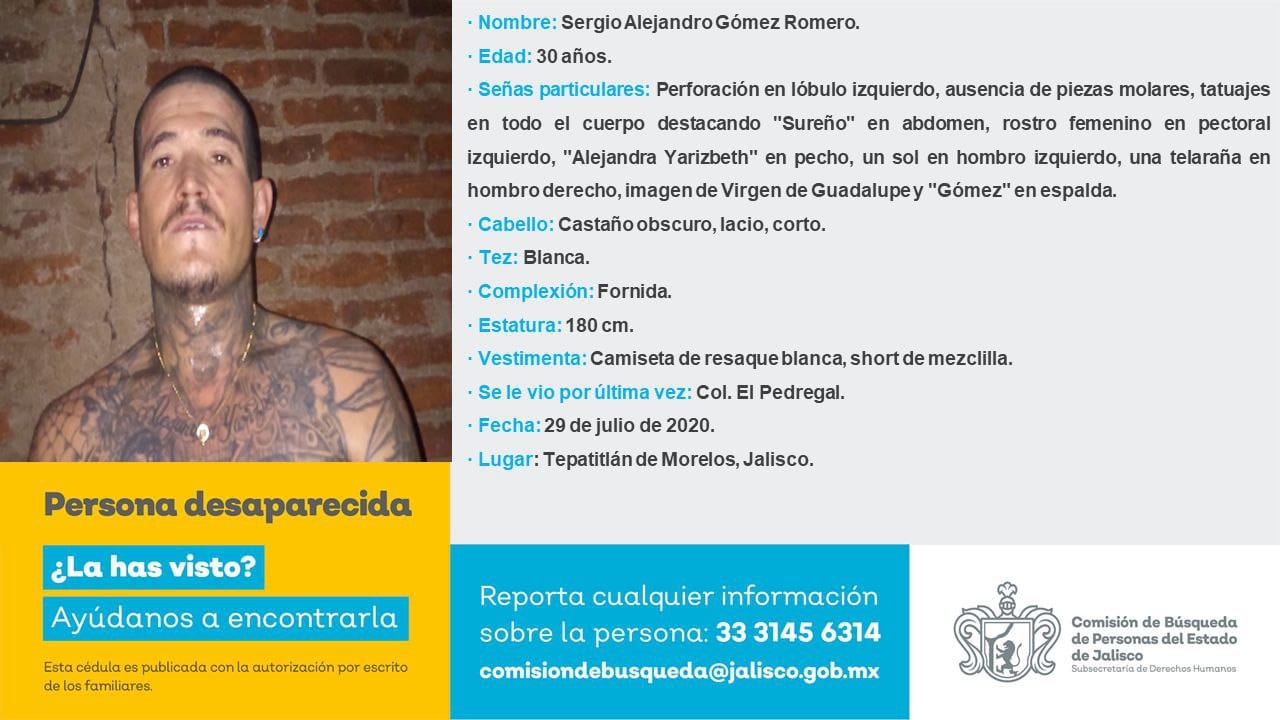 · Nombre: Sergio Alejandro Gómez Romero.
· Edad: 30 años.
· Señas particulares: Perforación en lóbulo izquierdo, ausencia de piezas molares, tatuajes
en todo el cuerpo destacando "Sureño" en abdomen, rostro femenino en pectoral
izquierdo, "Alejandra Yarizbeth" en pecho, un sol en hombro izquierdo, una telaraña en
hombro derecho, imagen de Virgen de Guadalupe y "Gómez" en espalda.
· Cabello: Castaño obscuro, lacio, corto.
· Tez: Blanca.
· Complexión: Fornida.
· Estatura: 180 cm.
· Vestimenta: Camiseta de resaque blanca, short de mezclilla.
· Se le vio por última vez: Col. El Pedregal.
· Fecha: 29 de julio de 2020.
· Lugar: Tepatitlán de Morelos, Jalisco.
Persona desaparecida
¿La has visto?
Ayúdanos a encontrarla
Esta cédula es publicada con la autorización por escrito
de los familiares.
Reporta cualquier información
sobre la persona: 33 3145 6314
comisiondebusqueda@jalisco.gob.mx
Comisión de Búsqueda
de Personas del Estado
de Jalisco
Subsecretaría de Derechos Humanos